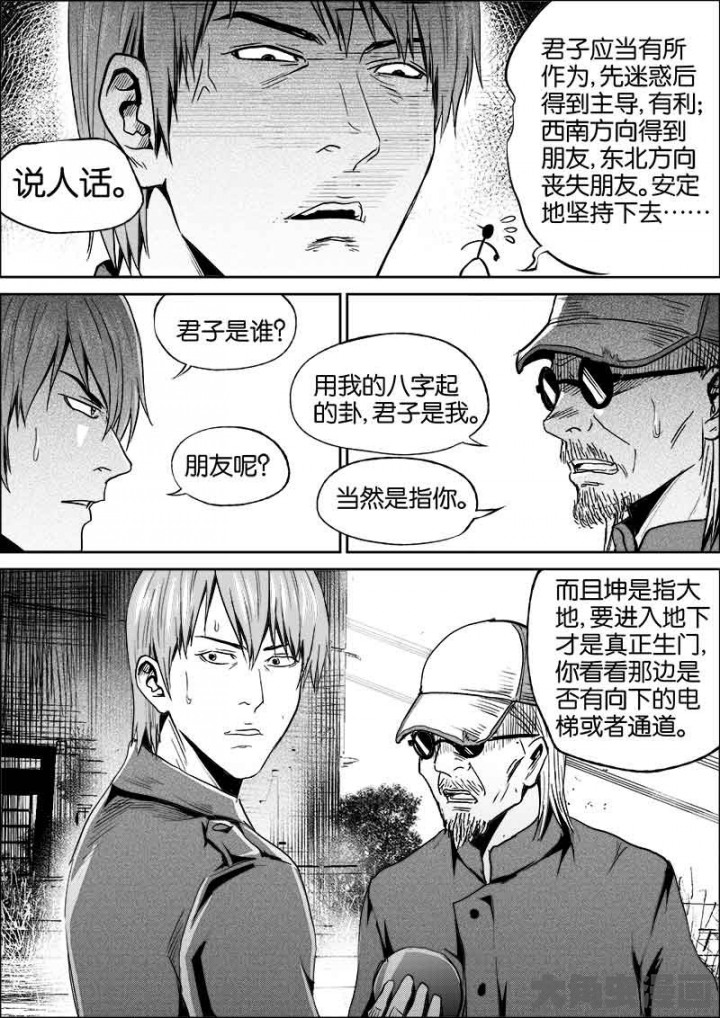 君子应当有所
作为,先迷惑后
得到主导,有利;
西南方向得到
朋友,东北方向
丧失朋友。安定
地坚持下去……
说人话。
君子是谁?
用我的八字起
的卦,君子是我。
朋友呢?
当然是指你。
而且坤是指大
地,要进入地下
才是真正生门,
你看看那边是
否有向下的电
梯或者通道。
大角虫漫画